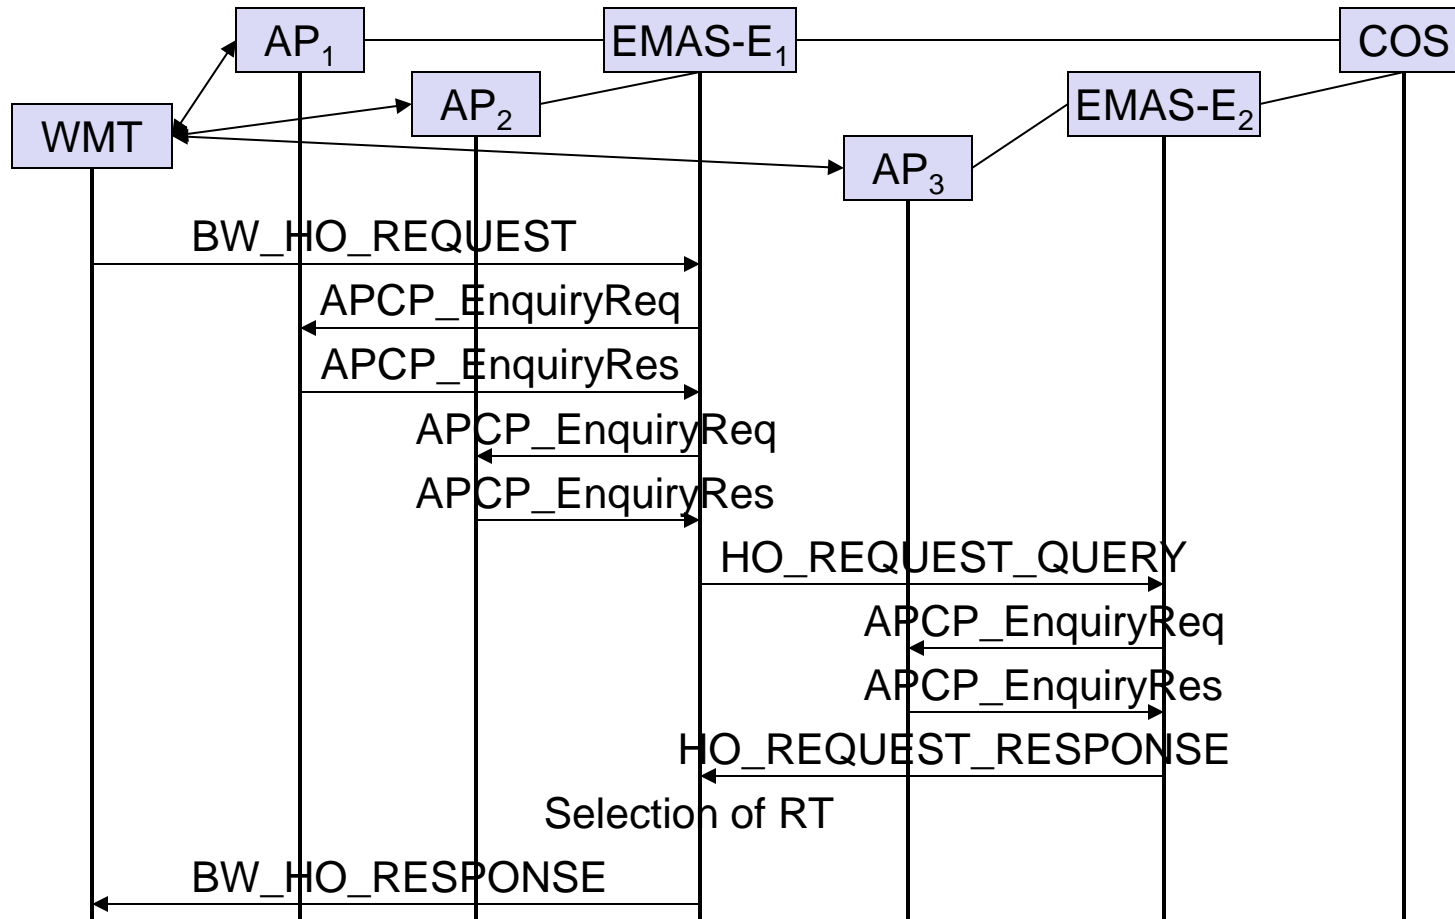 AP1
EMAS-E1
COS
AP2
EMAS-E2
WMT
AP3
BW_HO_REQUEST
APCP_EnquiryReq
APCP_EnquiryRes
APCP_EnquiryReq
APCP_EnquiryRes
HO_REQUEST_QUERY
APCP_EnquiryReq
APCP_EnquiryRes
HO_REQUEST_RESPONSE
Selection of RT
BW_HO_RESPONSE